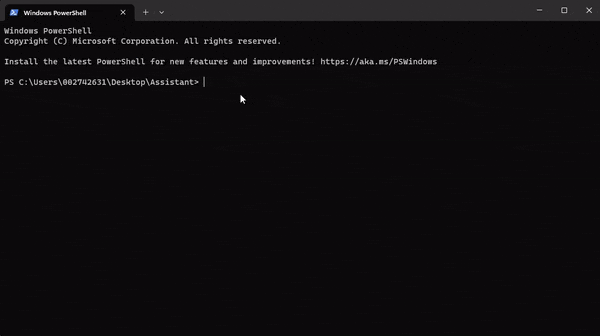 Windows PowerShell
Windows PowerShell
Copyright (C) Microsoft Corporation. All rights reserved.
Install the latest PowerShell for new features and improvements! https://aka.ms/PSWindows
PS C:\Users\002742631\Desktop\Assistant>